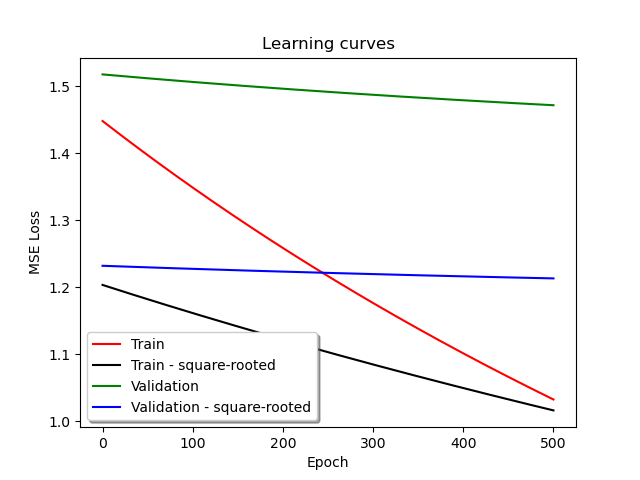 Learning curves
MSE Loss
1.5
1.4
1.3
1.2
1.1
1.0
Train
Train - square-rooted
Validation
Validation - square-rooted
0 100 200 300 400 500
Epoch